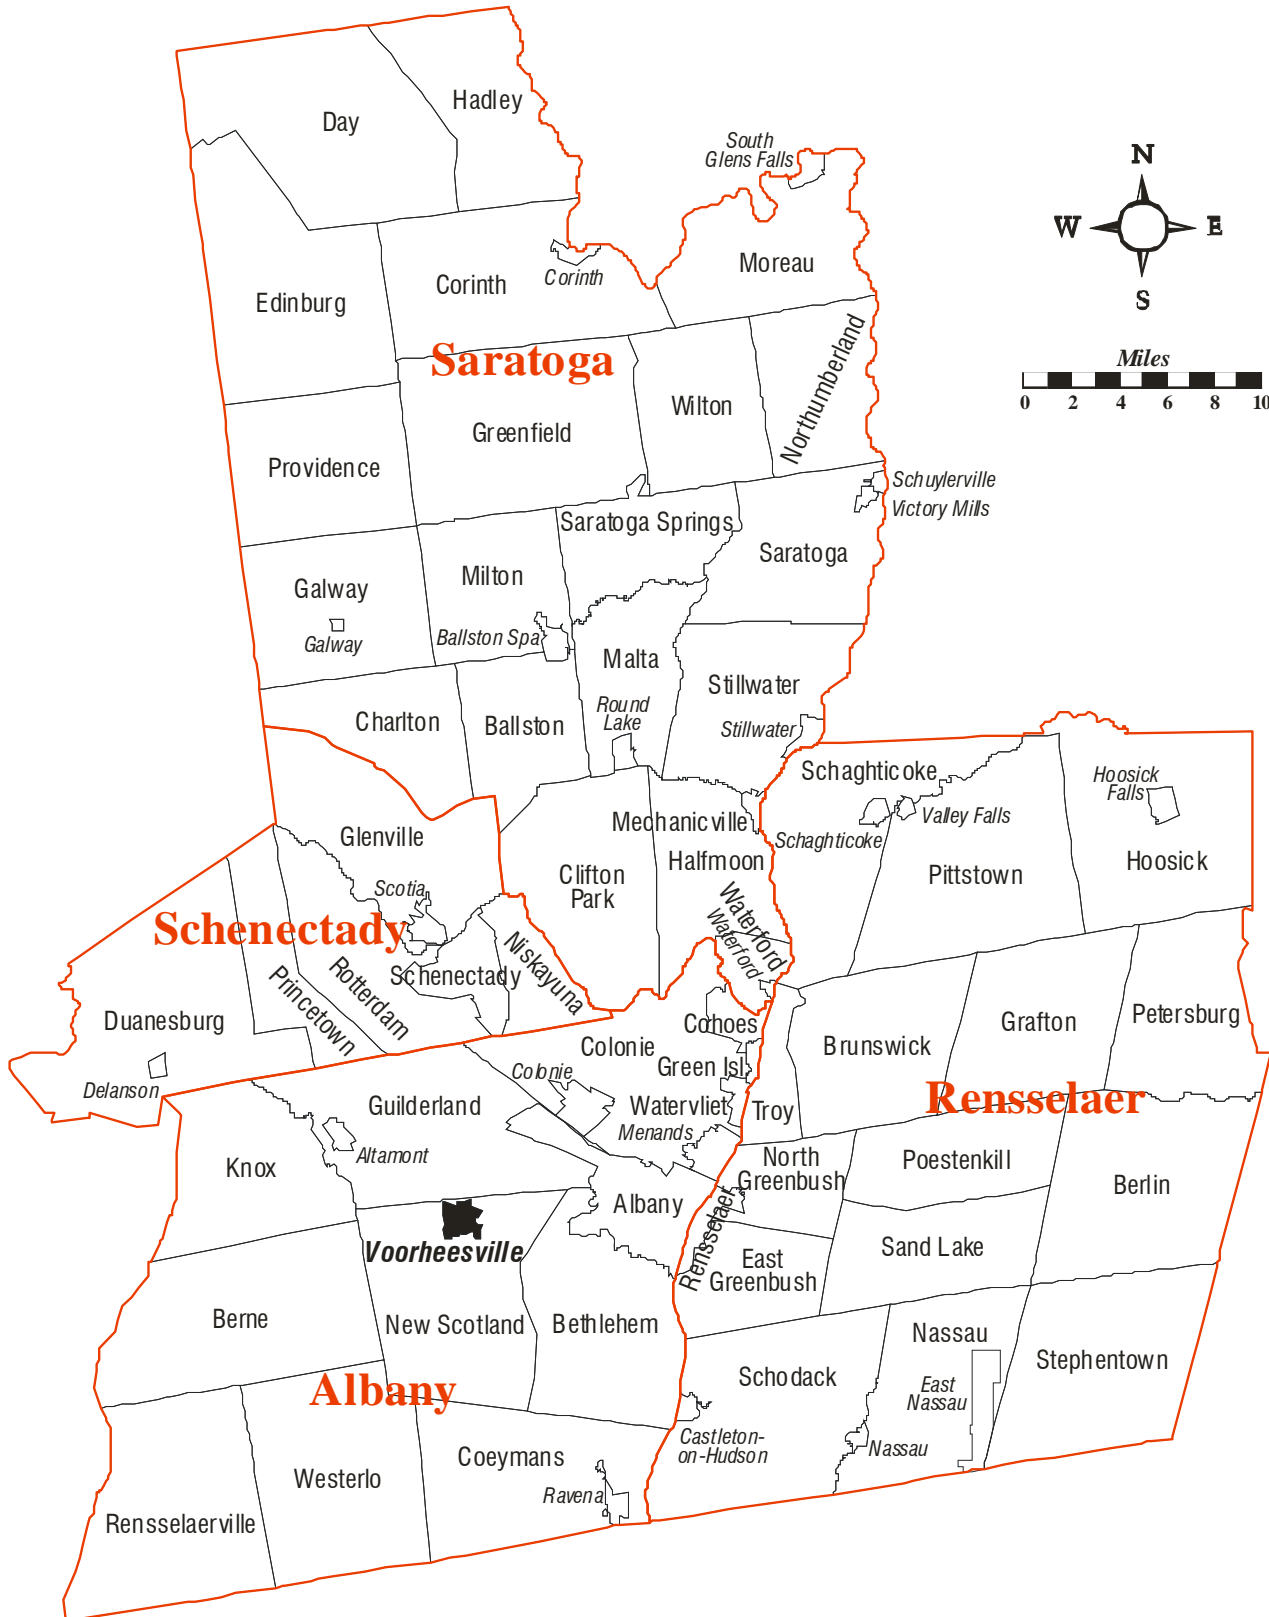 Day
Hadley
South
Glens Falls
N
W
E
S
Moreau
Edinburg
Corinth
Corinth
Saratoga
Northumberland
Miles
0 2 4 6 8 10
Wilton
Greenfield
Providence
Schuylerville
Victory Mills
Saratoga Springs
Saratoga
Galway
Milton
Galway
Ballston Spa
Malta
Stillwater
Round
Lake
Charlton
Ballston
Stillwater
Schaghticoke
Hoosick
Falls
Mechanicville
Valley Falls
Glenville
Schaghticoke
Halfmoon
Hoosick
Clifton
Park
Pittstown
Scotia
Waterford
Waterford
Schenectady
Niskayuna
Schenectady
Rotterdam
Princetown
Duanesburg
Cohoes
Grafton
Petersburg
Colonie
Brunswick
Green Isl.
Colonie
Delanson
Rensselaer
Guilderland
Watervliet
Troy
Menands
Altamont
Knox
North
Greenbush
Poestenkill
Berlin
Albany
Rensselaer
Voorheesville
Sand Lake
East
Greenbush
Berne
New Scotland
Bethlehem
Nassau
Stephentown
Schodack
Albany
East
Nassau
Castleton-
on-Hudson
Nassau
Coeymans
Westerlo
Ravena
Rensselaerville